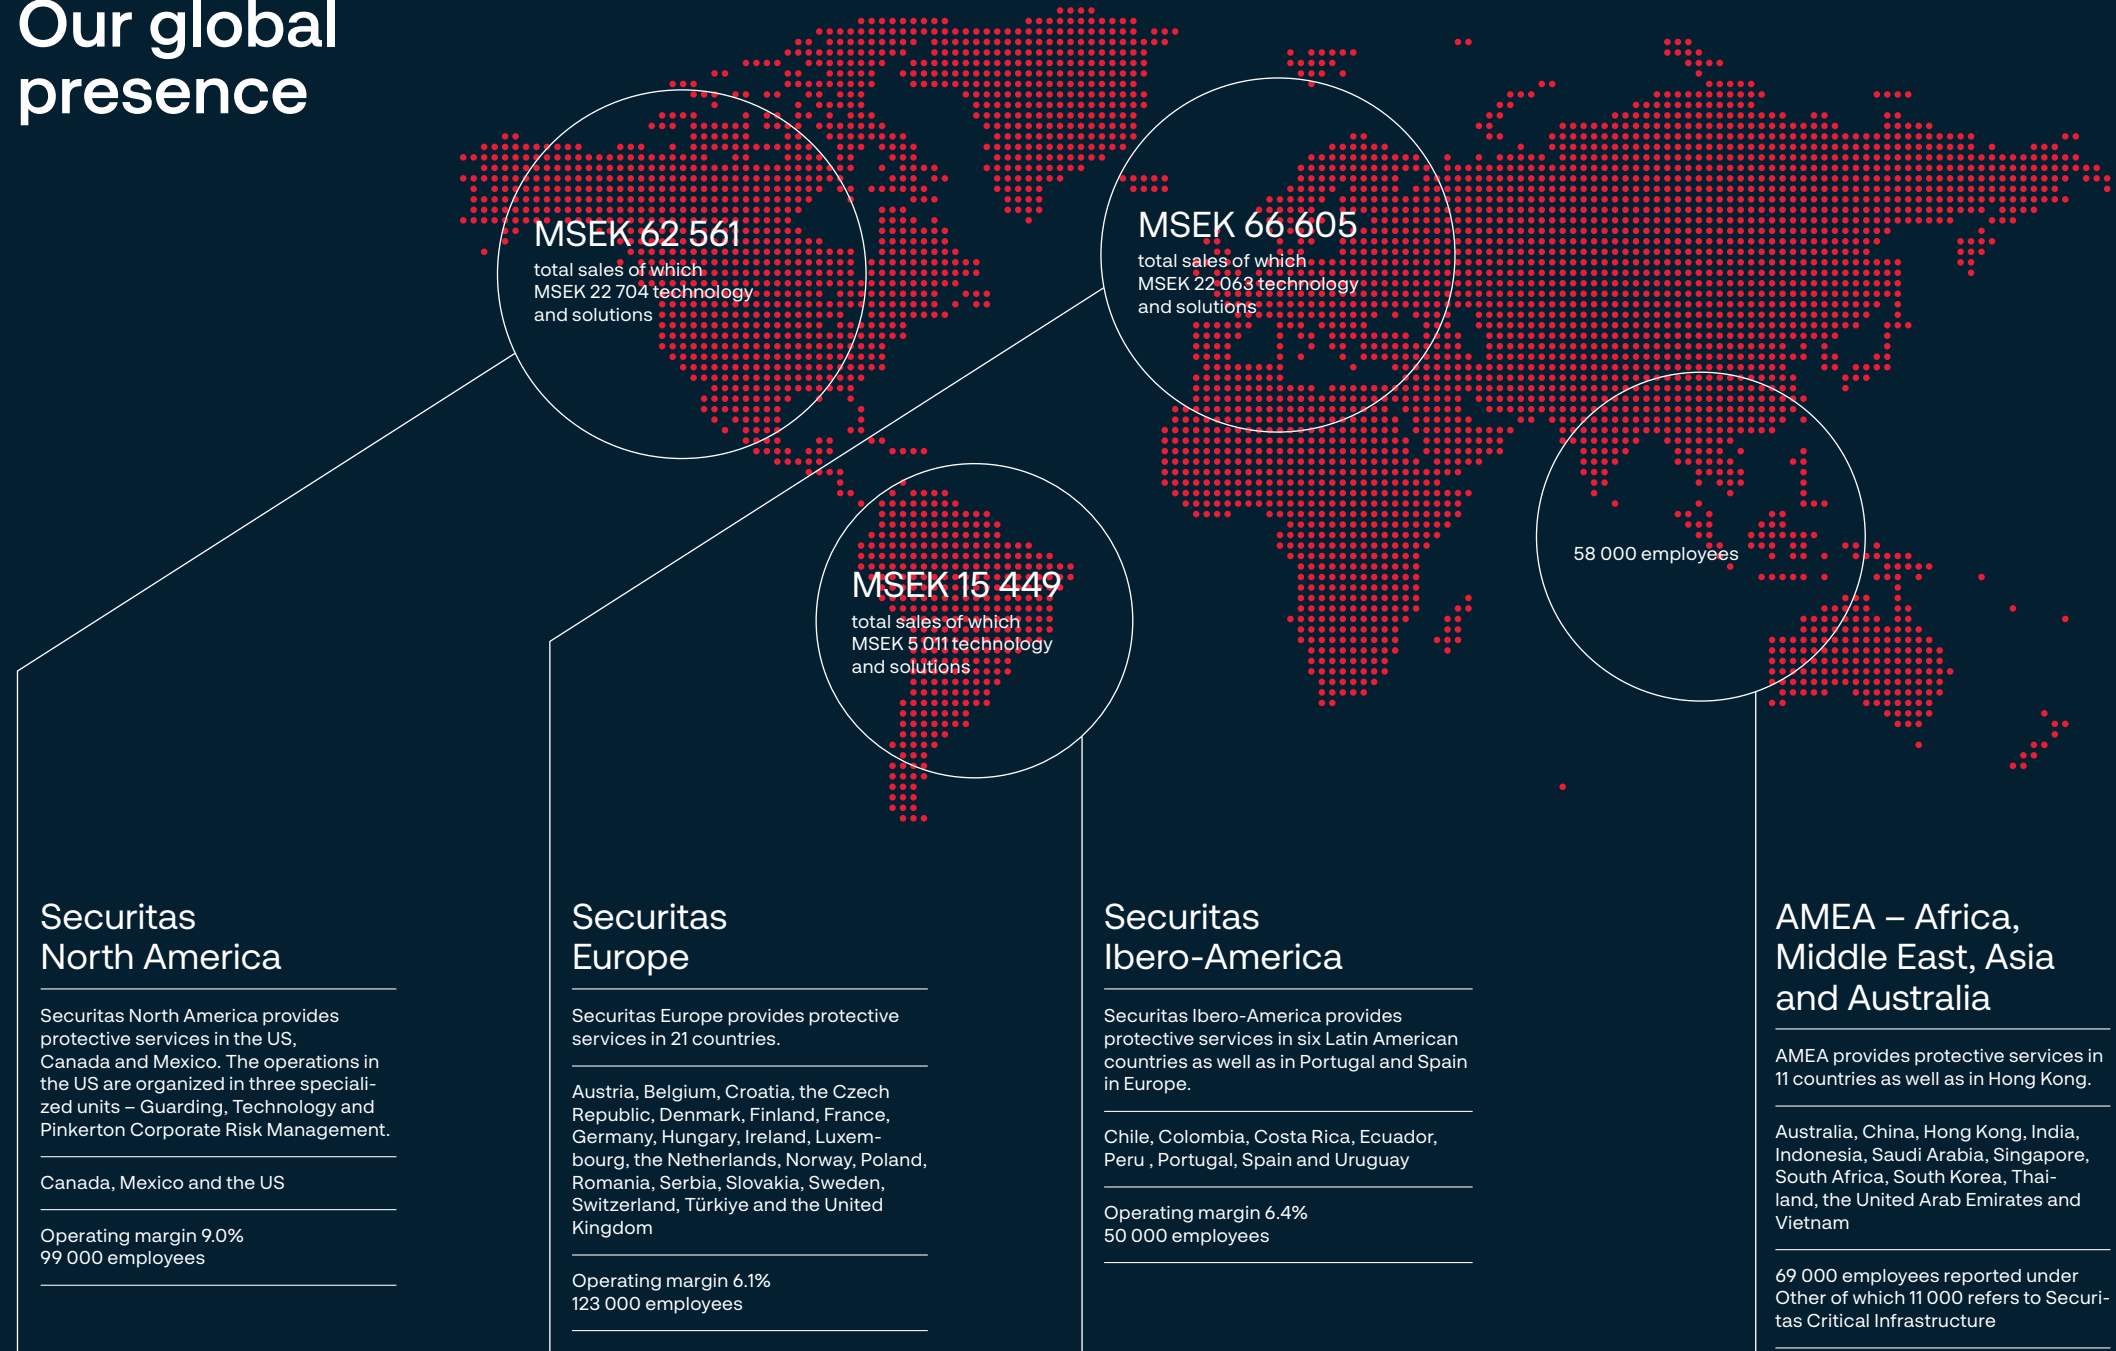 Our global
presence
MSEK 62 561
total sales of which
MSEK 22 704 technology
and solutions
MSEK 66 605
total sales of which
MSEK 22 063 technology
and solutions
MSEK 15 449
total sales of which
MSEK 5 011 technology
and solutions
58 000 employees
Securitas
North America
Securitas North America provides
protective services in the US,
Canada and Mexico. The operations in
the US are organized in three speciali-
zed units – Guarding, Technology and
Pinkerton Corporate Risk Management.
Canada, Mexico and the US
Operating margin 9.0%
99 000 employees
Securitas
Europe
Securitas Europe provides protective
services in 21 countries.
Austria, Belgium, Croatia, the Czech
Republic, Denmark, Finland, France,
Germany, Hungary, Ireland, Luxem-
bourg, the Netherlands, Norway, Poland,
Romania, Serbia, Slovakia, Sweden,
Switzerland, Türkiye and the United
Kingdom
Operating margin 6.1%
123 000 employees
Securitas
Ibero-America
Securitas Ibero-America provides
protective services in six Latin American
countries as well as in Portugal and Spain
in Europe.
Chile, Colombia, Costa Rica, Ecuador,
Peru , Portugal, Spain and Uruguay
Operating margin 6.4%
50 000 employees
AMEA – Africa,
Middle East, Asia
and Australia
AMEA provides protective services in
11 countries as well as in Hong Kong.
Australia, China, Hong Kong, India,
Indonesia, Saudi Arabia, Singapore,
South Africa, South Korea, Thai-
land, the United Arab Emirates and
Vietnam
69 000 employees reported under
Other of which 11 000 refers to Securi-
tas Critical Infrastructure